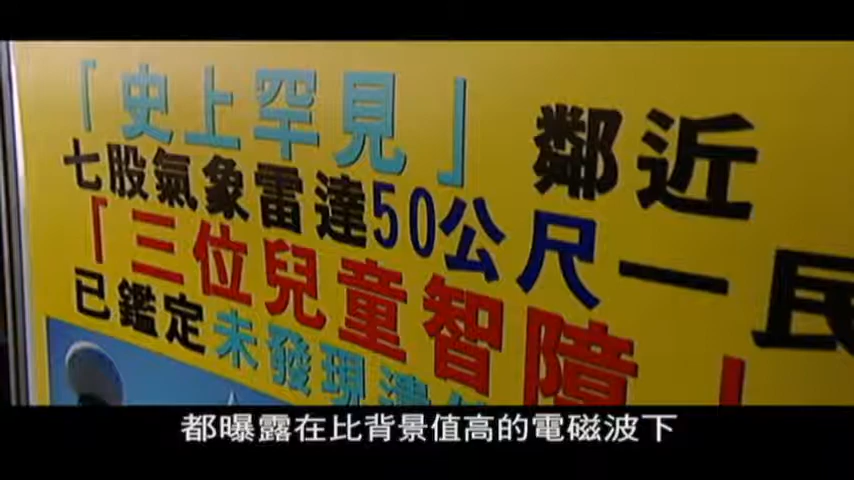 「史上罕見」鄰近
七股氣象雷達50公尺一民
「三位兒童智障」
已鑑定未發現遺
都曝露在比背景值高的電磁波下